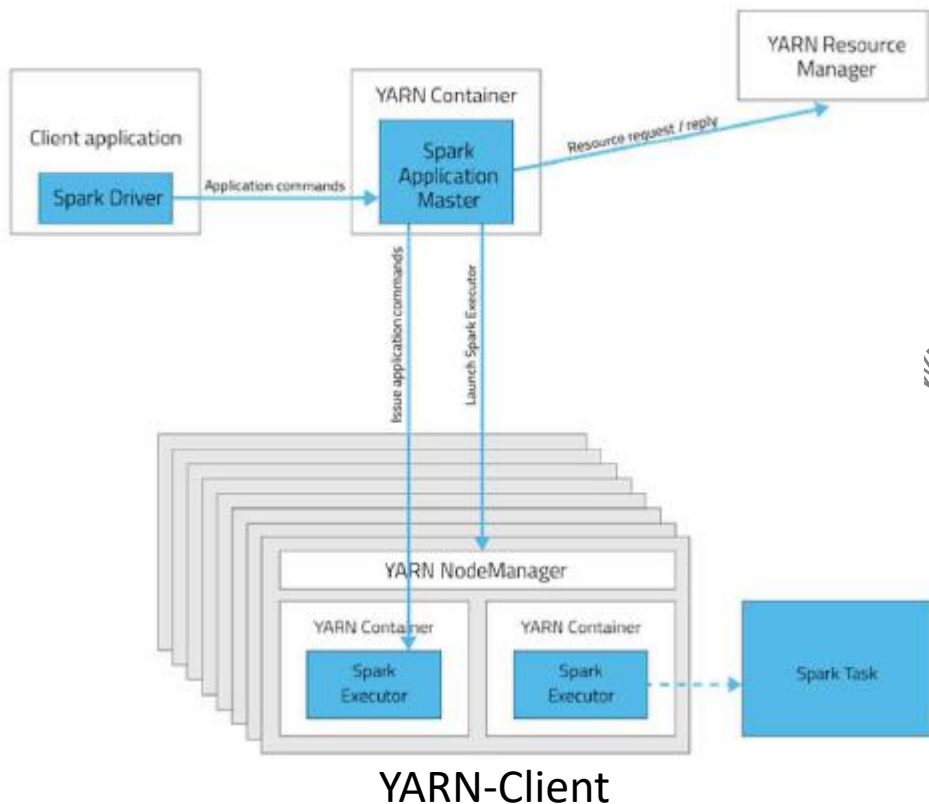 YARN Resource
Manager
YARN Container
Client application
Spark
Application
Master
Resource request / reply
Spark Driver
Application commands
Issue application commands
Launch Spark Executor
YARN NodeManager
YARN Container
YARN Container
Spark
Executor
Spark
Executor
Spark Task
YARN-Client